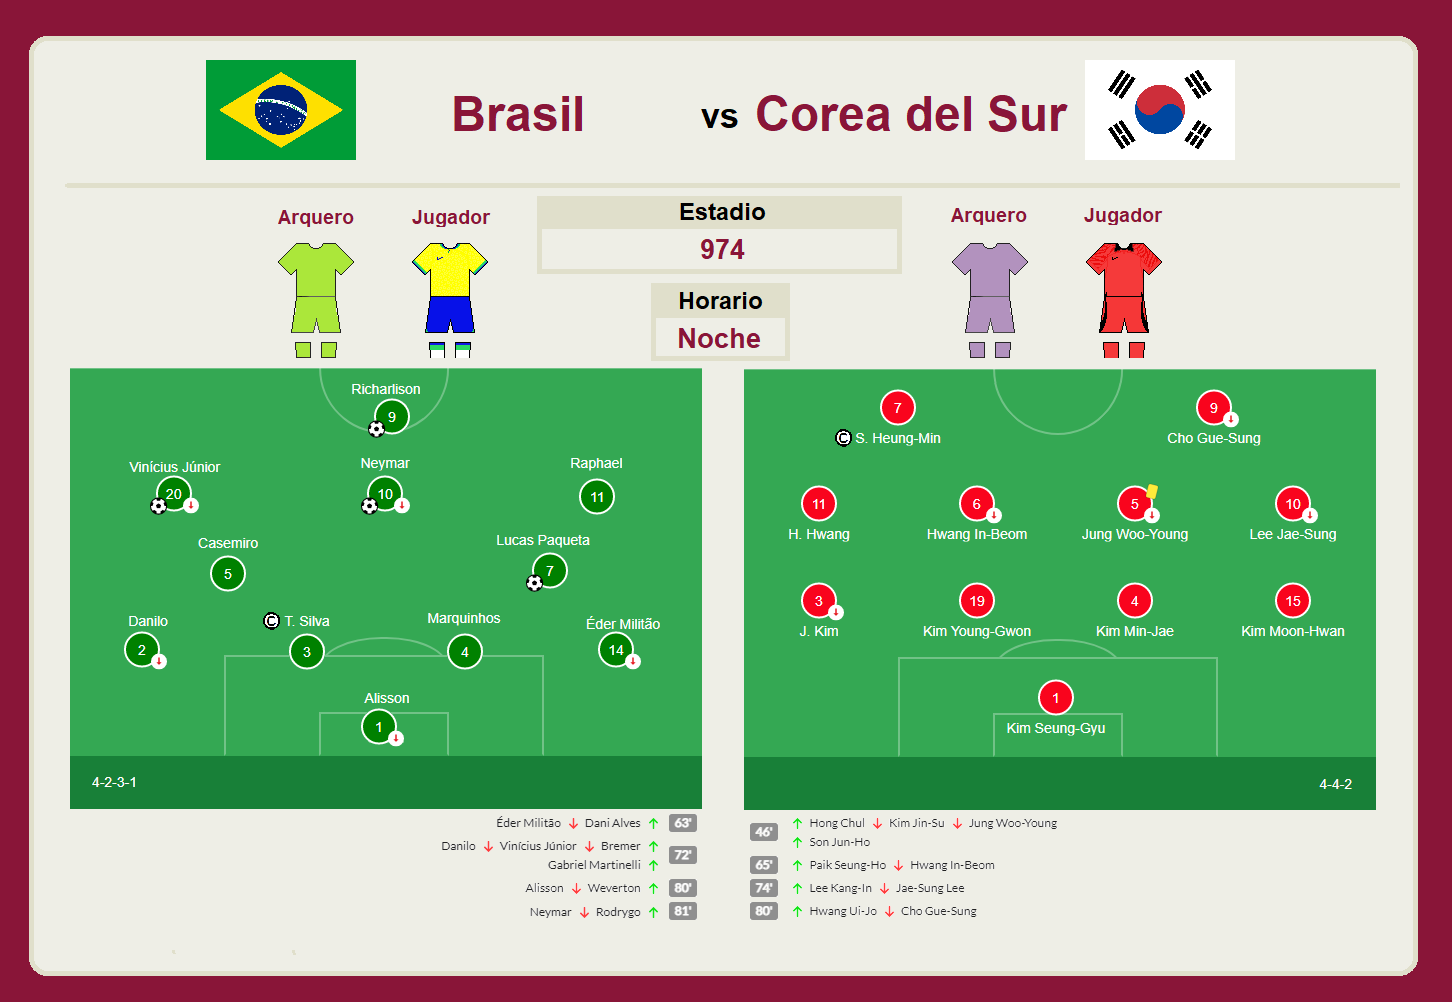 Brasil vs Corea del Sur
Arquero Jugador
Estadio
974
Horario
Noche
Arquero Jugador
Richarlison
9
Vinícius Júnior
20
Neymar
10
Raphael
11
Casemiro
5
Lucas Paqueta
7
Danilo
2
C T. Silva
3
Marquinhos
4
Éder Militão
14
Alisson
1
4-2-3-1
7
C S. Heung-Min
9
Cho Gue-Sung
11
H. Hwang
6
Hwang In-Beom
5
Jung Woo-Young
10
Lee Jae-Sung
3
J. Kim
19
Kim Young-Gwon
4
Kim Min-Jae
15
Kim Moon-Hwan
1
Kim Seung-Gyu
4-4-2
Éder Militão ↓ Dani Alves ↑ 63'
Danilo ↓ Vinícius Júnior ↓ Bremer ↑ 72'
Gabriel Martinelli ↑
Alisson ↓ Weverton ↑ 80'
Neymar ↓ Rodrygo ↑ 81'
46' ↑ Hong Chul ↓ Kim Jin-Su ↓ Jung Woo-Young
↑ Son Jun-Ho
65' ↑ Paik Seung-Ho ↓ Hwang In-Beom
74' ↑ Lee Kang-In ↓ Jae-Sung Lee
80' ↑ Hwang Ui-Jo ↓ Cho Gue-Sung